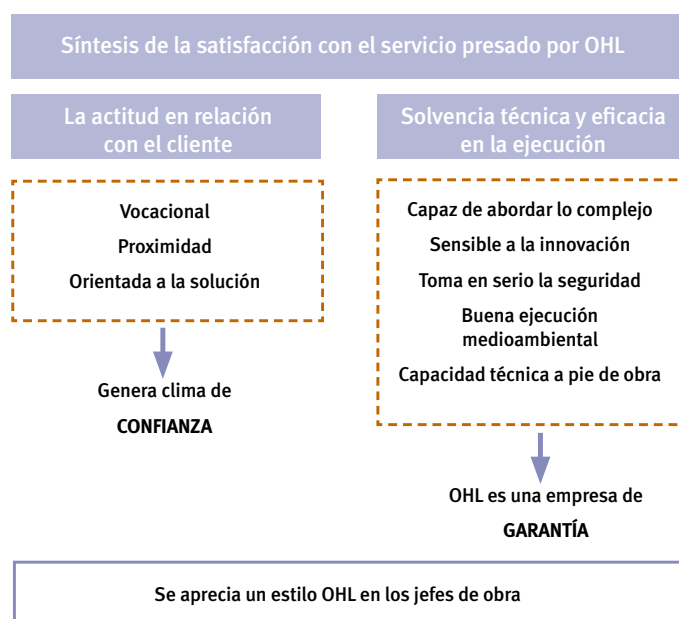 Síntesis de la satisfacción con el servicio presado por OHL
La actitud en relación
con el cliente
Vocacional
Proximidad
Orientada a la solución
Genera clima de
CONFIANZA
Solvencia técnica y eficacia
en la ejecución
Capaz de abordar lo complejo
Sensible a la innovación
Toma en serio la seguridad
Buena ejecución
medioambiental
Capacidad técnica a pie de obra
OHL es una empresa de
GARANTÍA
Se aprecia un estilo OHL en los jefes de obra